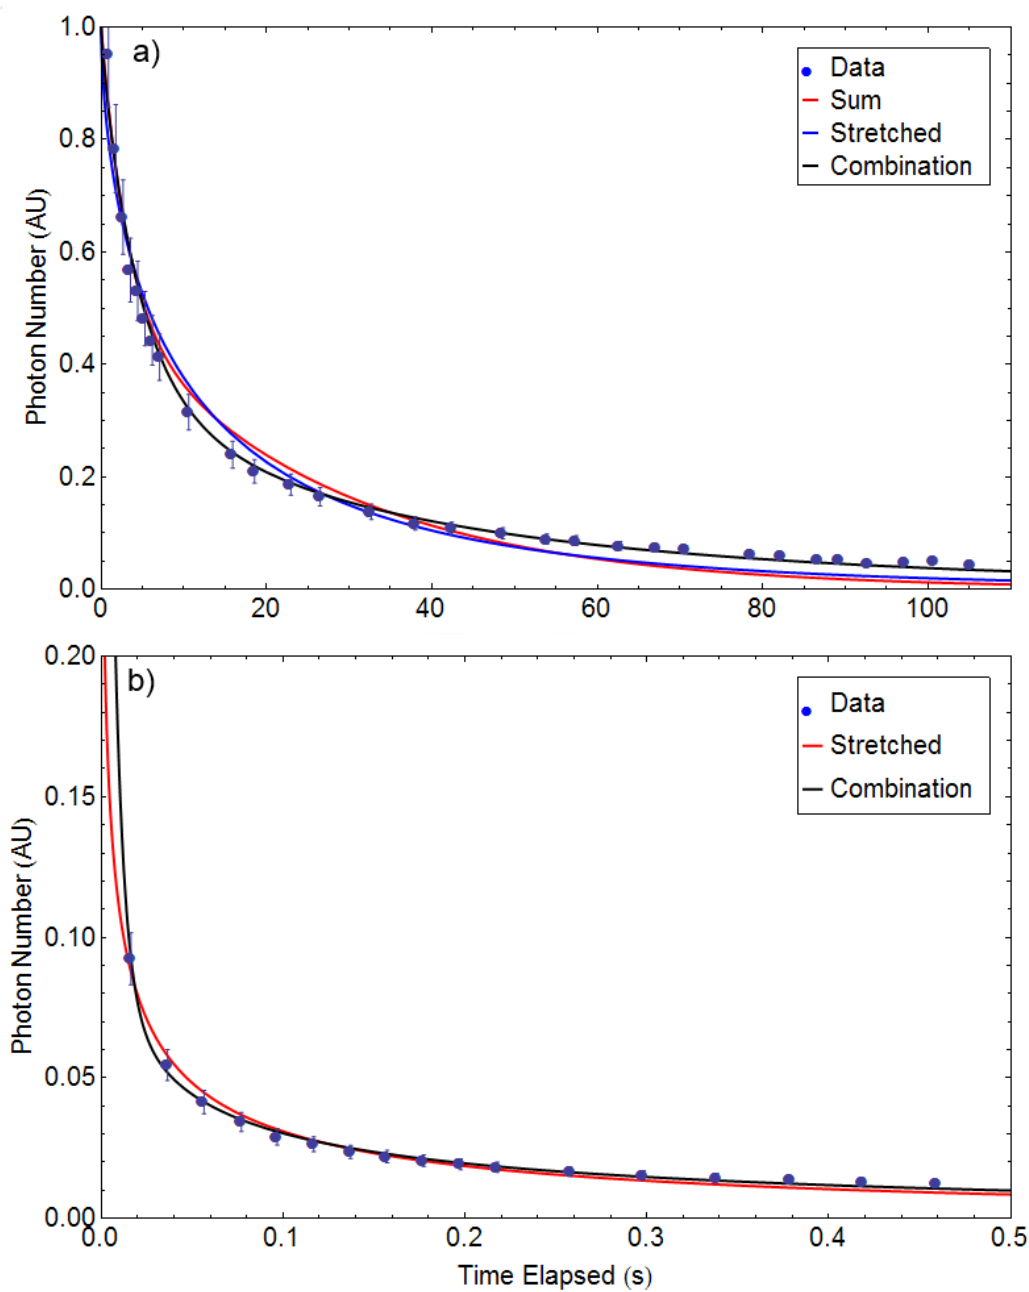 a)
1.0
0.8
0.6
0.4
0.2
0.0
Photon Number (AU)
Data
Sum
Stretched
Combination
0 20 40 60 80 100
b)
0.20
0.15
0.10
0.05
0.00
Photon Number (AU)
Data
Stretched
Combination
0.0 0.1 0.2 0.3 0.4 0.5
Time Elapsed (s)